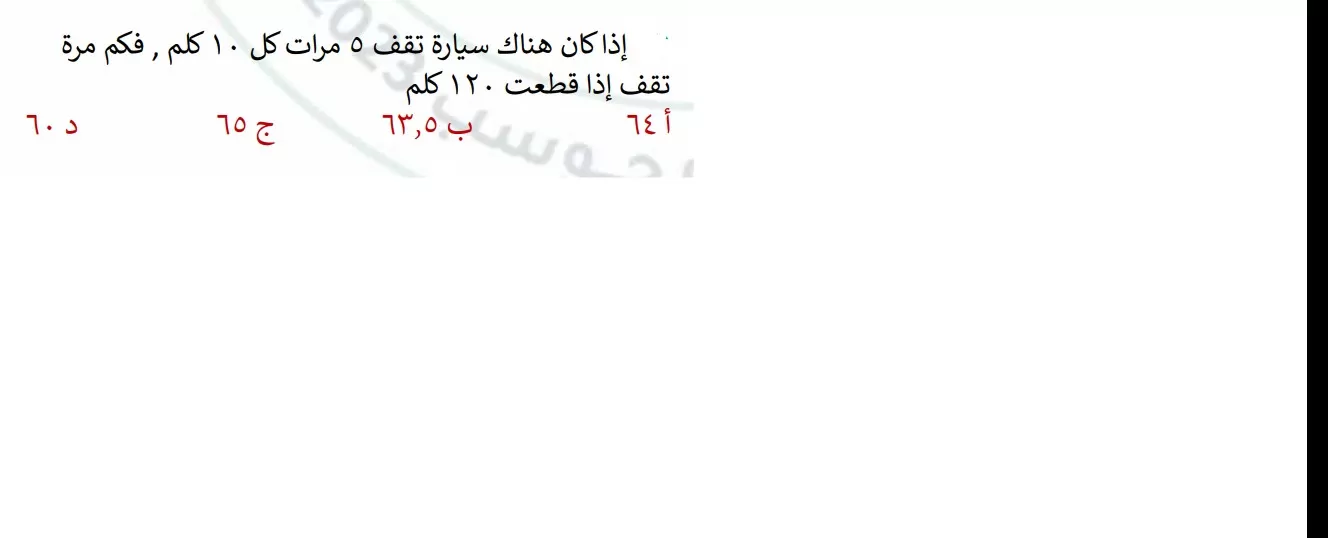 إذا كان هناك سيارة تقف ٥ مرات كل ١٠ كلم , فكم مرة
تقف إذا قطعت ١٢٠ كلم
أ ٦٤ ب ٦٣,٥ ج ٦٥ د ٦٠
2023